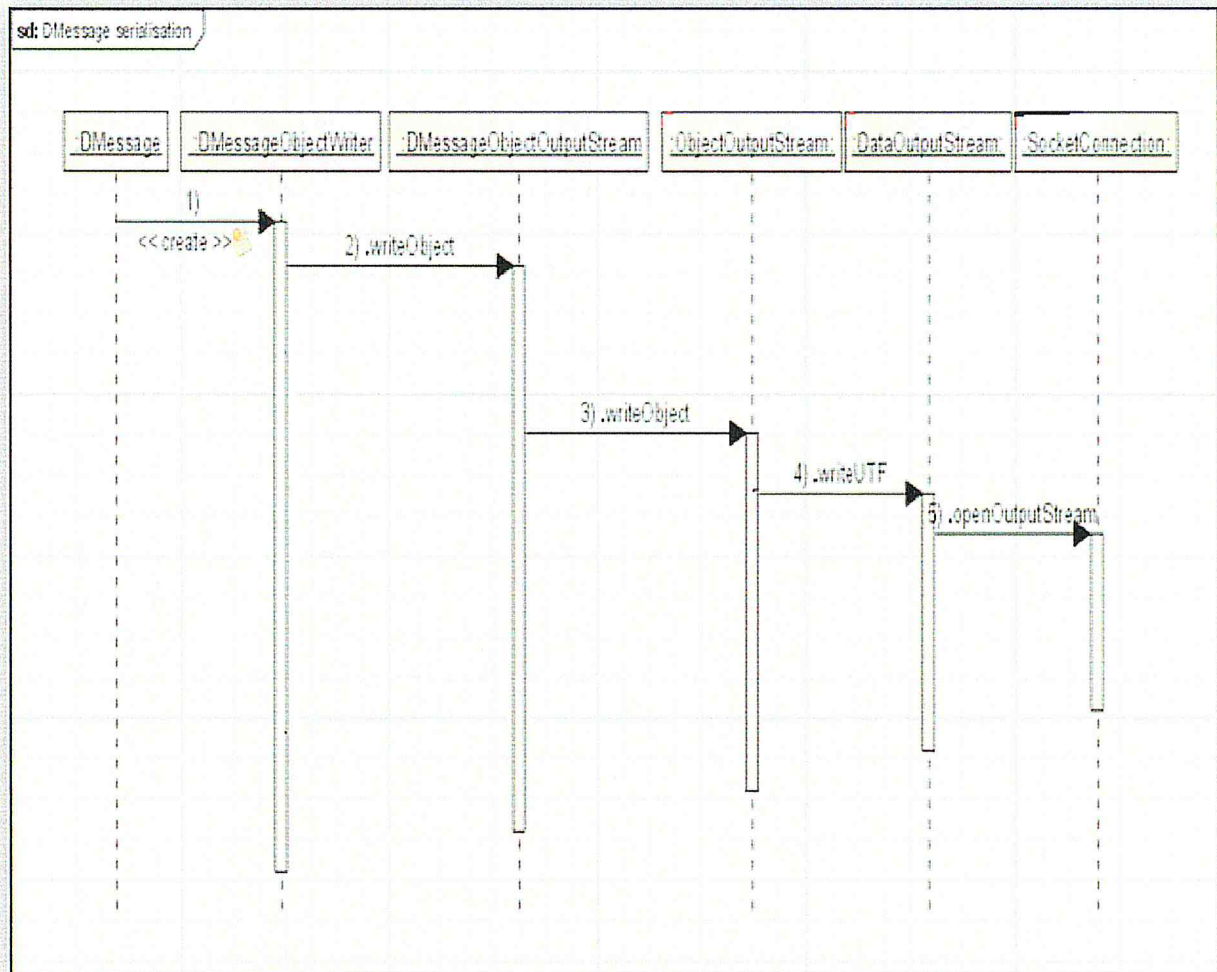 sd: DMessage serialisation
:DMessage
:DMessageObjectWriter
:DMessageObjectOutputStream
:ObjectOutputStream:
:DataOutputStream:
:SocketConnection:
1)
<< create >>
2) .writeObject
3) .writeObject
4) .writeUTF
5) .openOutputStream